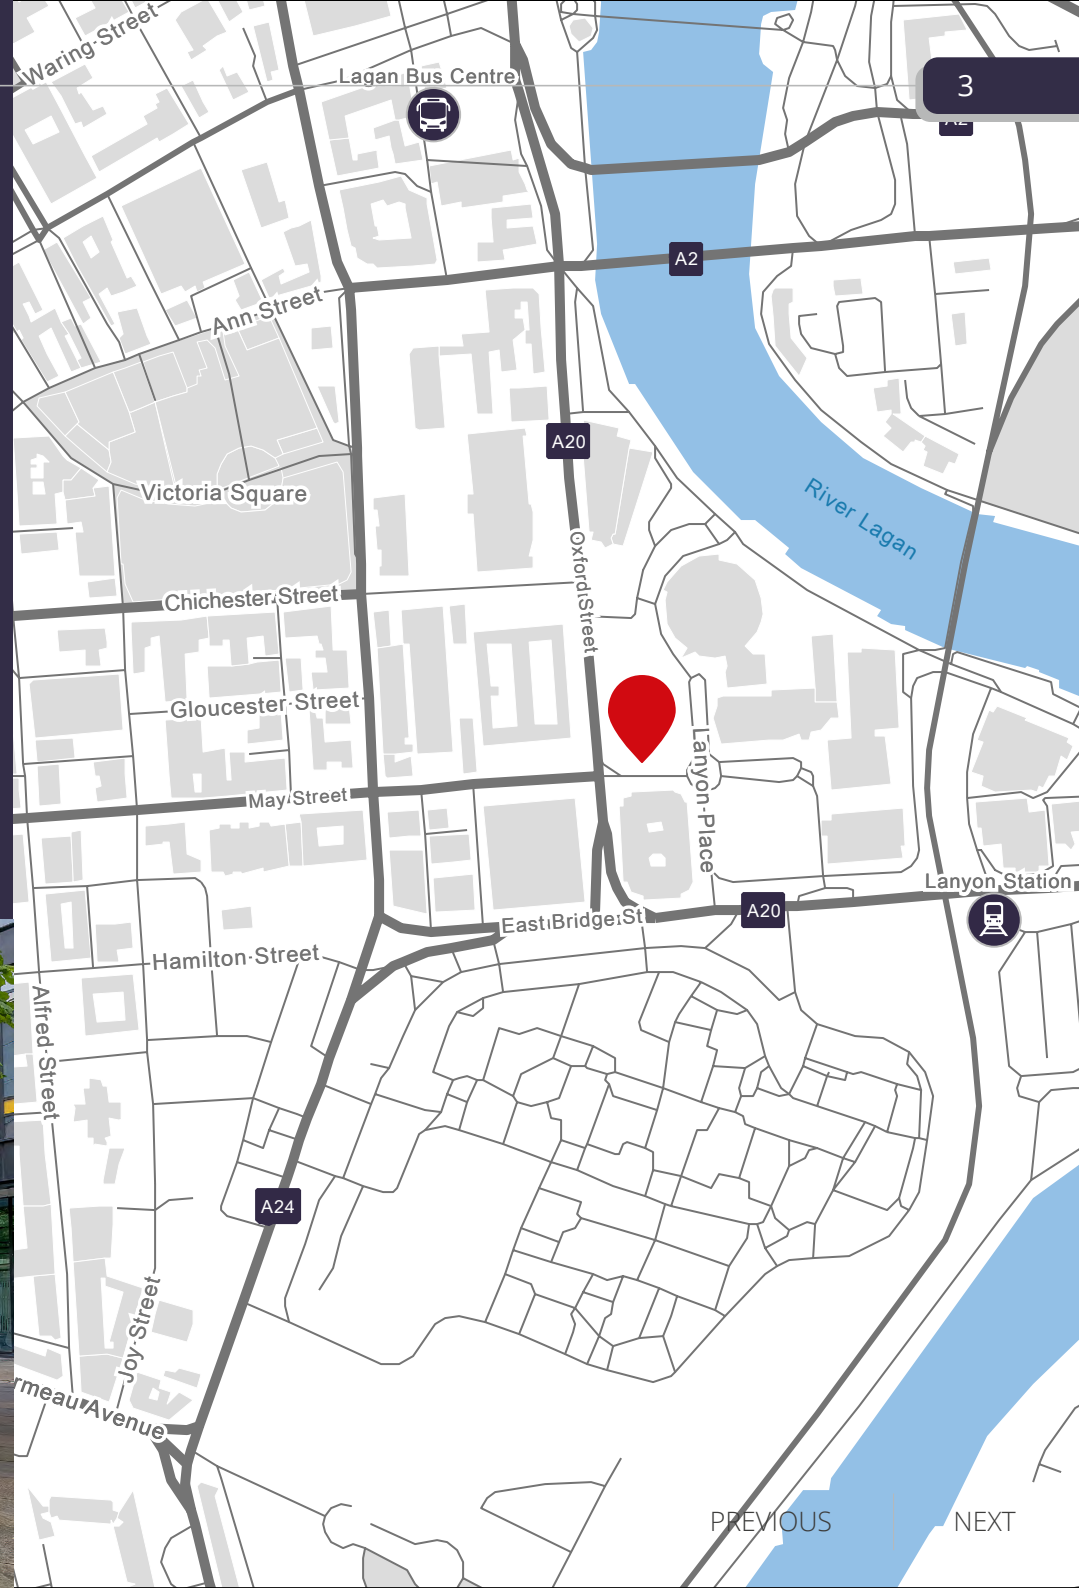 Waring Street
Lagan Bus Centre
3
A2
A2
Ann Street
A20
Victoria Square
River Lagan
Oxford Street
Chichester Street
Gloucester Street
Lanyon Place
May Street
Lanyon Station
A20
East Bridge St
Hamilton Street
Alfred Street
A24
Joy Street
rmeau Avenue
PREVIOUS
NEXT